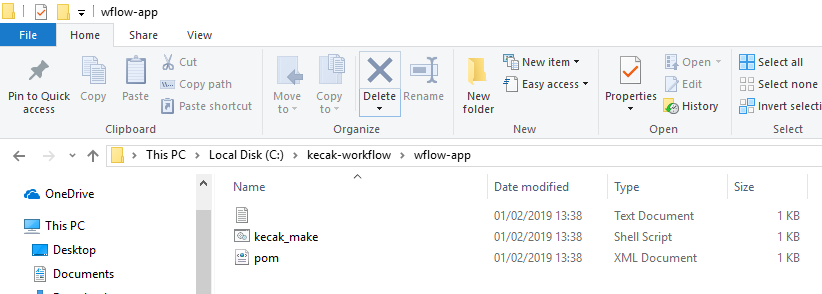 wflow-app
File Home Share View
Pin to Quick access
Copy
Paste
Cut
Copy path
Paste shortcut
Clipboard
Move to
Copy to
Delete
Rename
Organize
New folder
New item
Easy access
New
Properties
Open
Edit
History
Open
Select all
Select none
Invert selecti
Select
This PC > Local Disk (C:) > kecak-workflow > wflow-app
OneDrive
This PC
Desktop
Documents
Name Date modified Type Size
01/02/2019 13:38 Text Document 1 KB
kecak_make 01/02/2019 13:38 Shell Script 1 KB
pom 01/02/2019 13:38 XML Document 1 KB